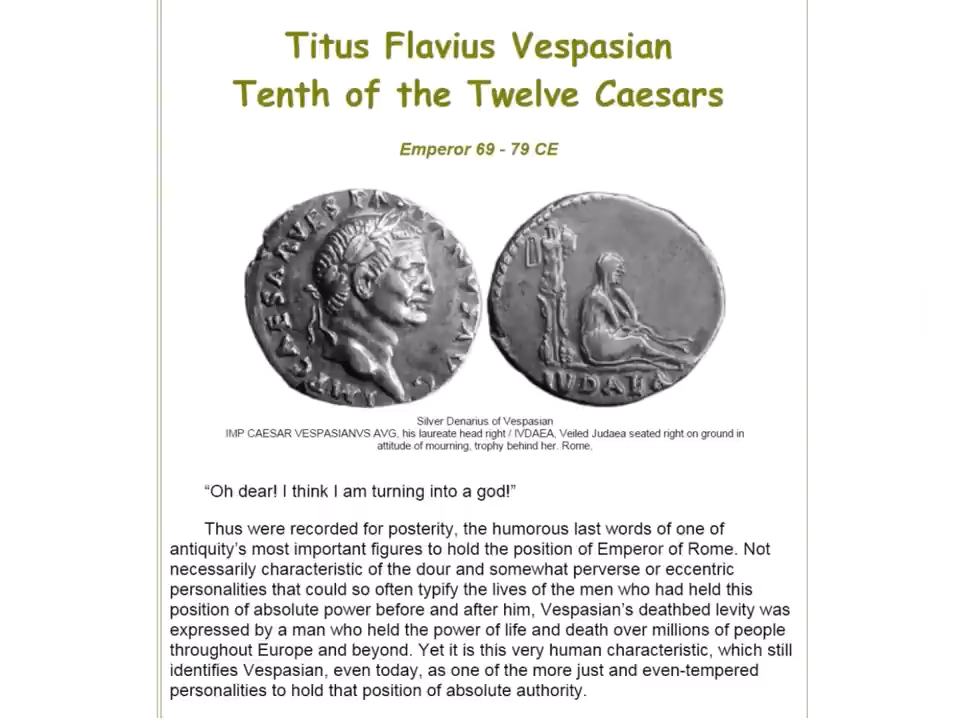 Titus Flavius Vespasian
Tenth of the Twelve Caesars
Emperor 69 - 79 CE
IMP CAESAR VESPA
AVG
IVDAEA
Silver Denarius of Vespasian
IMP CAESAR VESPASIANVS AVG, his laureate head right / IVDAEA, Veiled Judaea seated right on ground in
attitude of mourning, trophy behind her. Rome.
“Oh dear! I think I am turning into a god!”
Thus were recorded for posterity, the humorous last words of one of
antiquity’s most important figures to hold the position of Emperor of Rome. Not
necessarily characteristic of the dour and somewhat perverse or eccentric
personalities that could so often typify the lives of the men who had held this
position of absolute power before and after him, Vespasian’s deathbed levity was
expressed by a man who held the power of life and death over millions of people
throughout Europe and beyond. Yet it is this very human characteristic, which still
identifies Vespasian, even today, as one of the more just and even-tempered
personalities to hold that position of absolute authority.